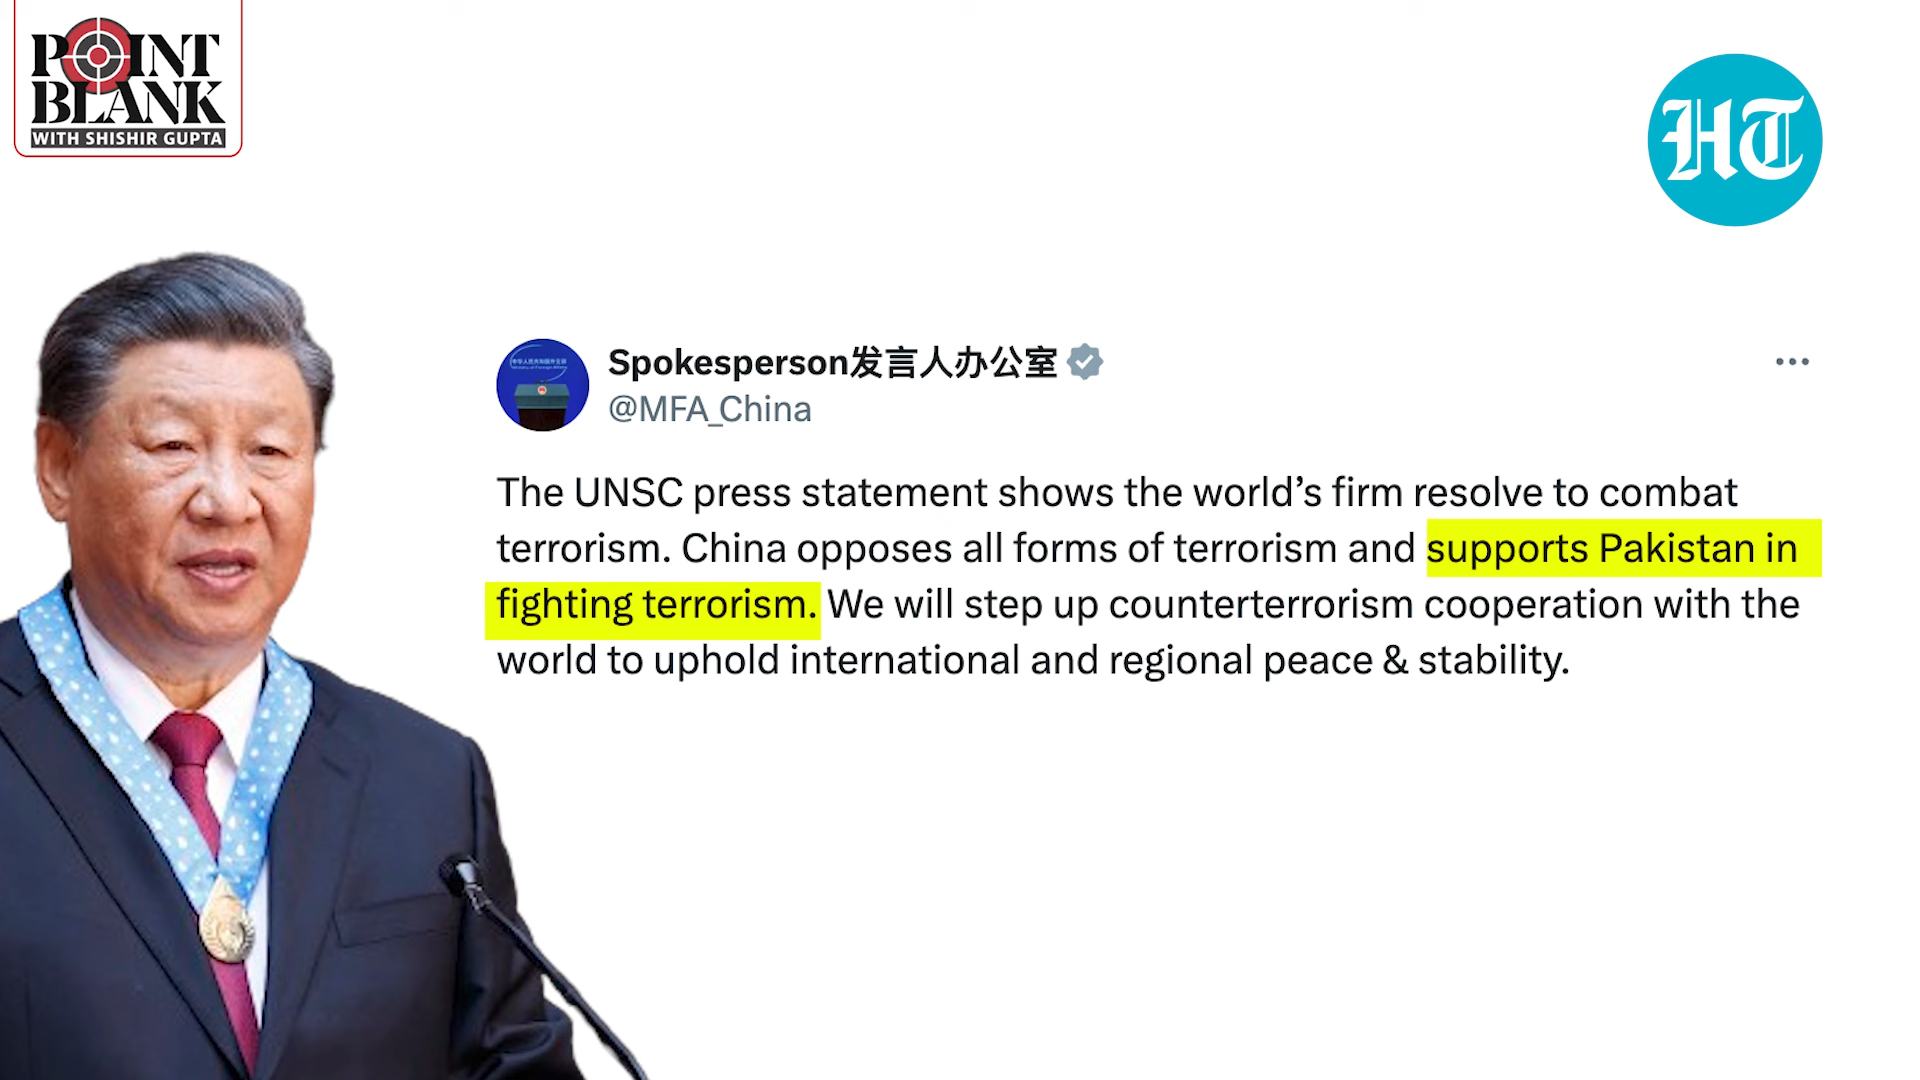 POINT
BLANK
WITH SHISHIR GUPTA
HT
Spokesperson发言人办公室
@MFA_China
The UNSC press statement shows the world’s firm resolve to combat
terrorism. China opposes all forms of terrorism and supports Pakistan in
fighting terrorism. We will step up counterterrorism cooperation with the
world to uphold international and regional peace & stability.